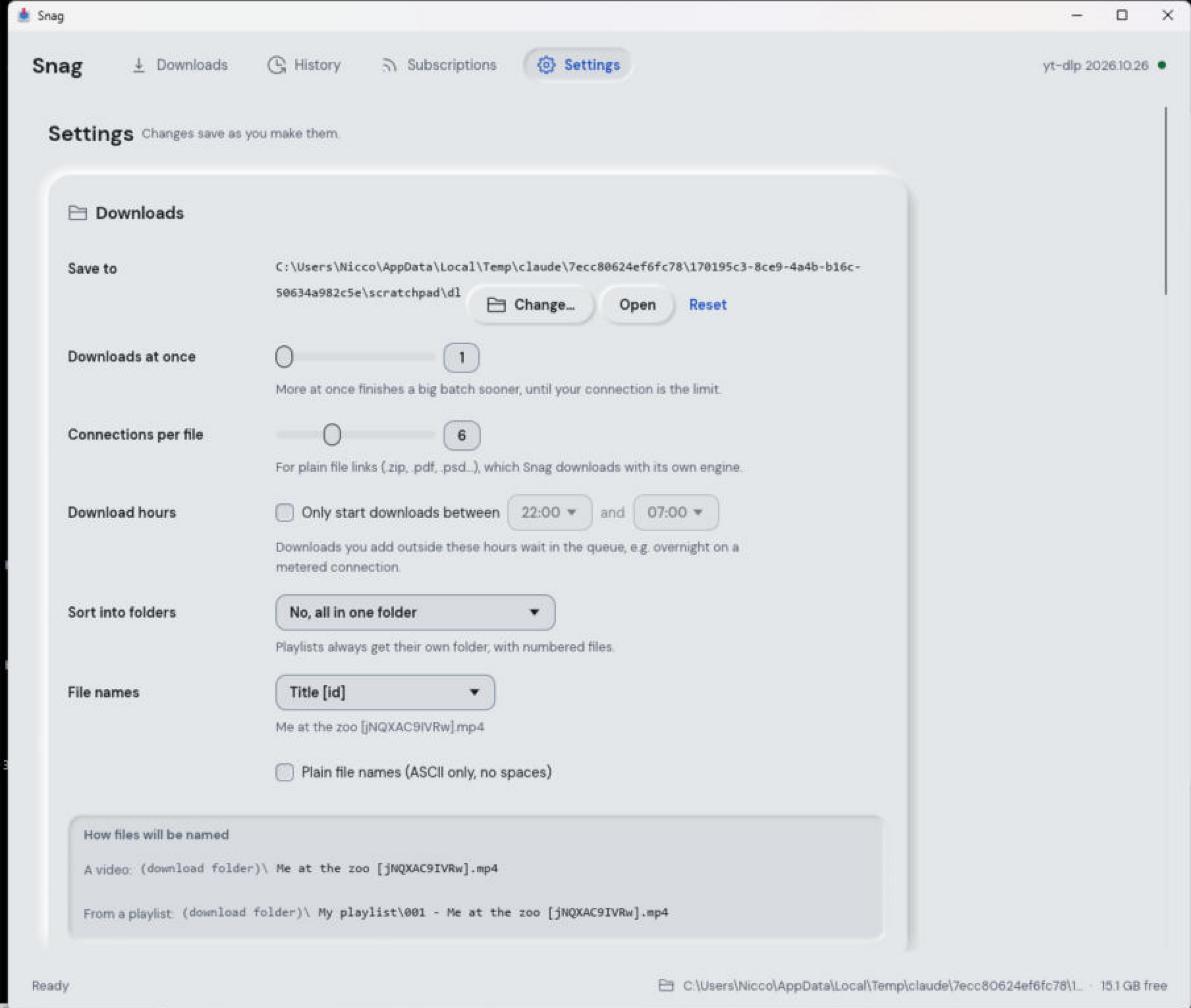 Snag
Snag
Downloads
History
Subscriptions
Settings
yt-dlp 2026.10.26
Settings
Changes save as you make them.
Downloads
Save to
C:\Users\Nicco\AppData\Local\Temp\claude\7ecc80624ef6fc78\170195c3-8ce9-4a4b-b16c-
50634a982c5e\scratchpad\dl
Change...
Open
Reset
Downloads at once
1
More at once finishes a big batch sooner, until your connection is the limit.
Connections per file
6
For plain file links (.zip, .pdf, .psd...), which Snag downloads with its own engine.
Download hours
Only start downloads between 22:00 and 07:00
Downloads you add outside these hours wait in the queue, e.g. overnight on a
metered connection.
Sort into folders
No, all in one folder
Playlists always get their own folder, with numbered files.
File names
Title [id]
Me at the zoo [jNQXAC9IVRw].mp4
Plain file names (ASCII only, no spaces)
How files will be named
A video: (download folder)\ Me at the zoo [jNQXAC9IVRw].mp4
From a playlist: (download folder)\ My playlist\001 - Me at the zoo [jNQXAC9IVRw].mp4
Ready
C:\Users\Nicco\AppData\Local\Temp\claude\7ecc80624ef6fc78\1... · 15.1 GB free